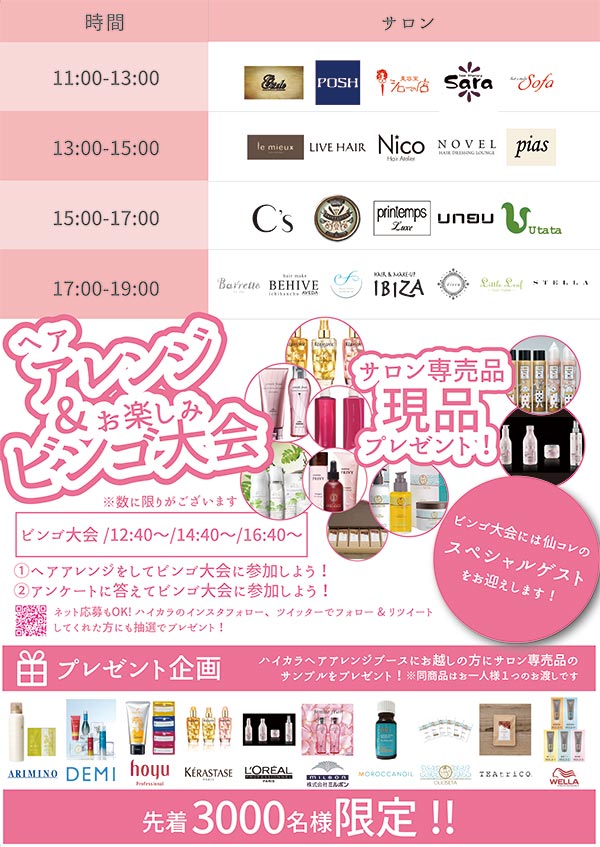 時間 サロン
11:00-13:00
POSH 美容室 Sara Sofa
13:00-15:00
le mieux LIVE HAIR Nico NOVEL pias
Hair Atelier HAIR DRESSING LOUNGE
15:00-17:00
C's printemps Luxe Utata
17:00-19:00
Barrette hair make BEHIVE ichibancho AVEDA HAIR & MAKE-UP IBIZA Little Leaf STELLA
ヘアアレンジ
&お楽しみ
ビンゴ大会
サロン専売品
現品
プレゼント!
※数に限りがございます
ビンゴ大会 /12:40〜/14:40〜/16:40〜
①ヘアアレンジをしてビンゴ大会に参加しよう!
②アンケートに答えてビンゴ大会に参加しよう!
ネット応募もOK! ハイカラのインスタフォロー、ツイッターでフォロー & リツイート
してくれた方にも抽選でプレゼント!
ビンゴ大会には仙コレの
スペシャルゲスト
をお迎えします!
プレゼント企画
ハイカラヘアアレンジブースにお越しの方にサロン専売品の
サンプルをプレゼント!※同商品はお一人様１つのお渡しです
ARIMINO DEMI hoyu Professional KÉRASTASE PARIS L'ORÉAL PROFESSIONNEL PARIS MILBON 株式会社ミルボン MOROCCANOIL TEAtriCO. WELLA
先着 3000名様限定 !!